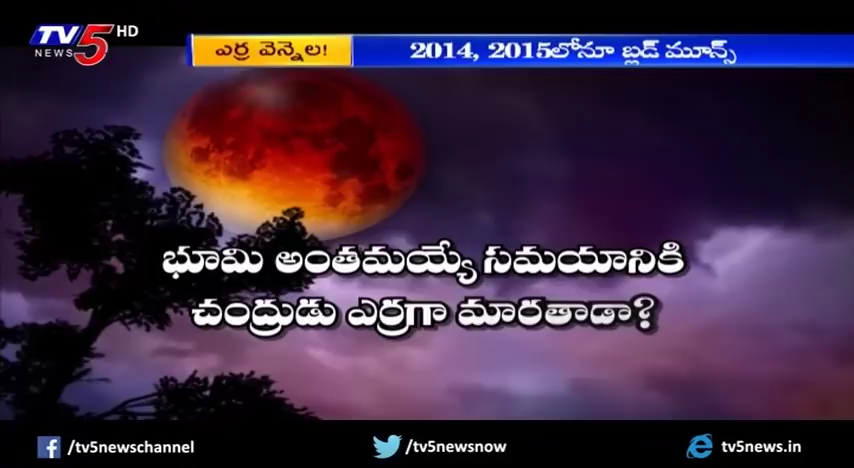 TV5 HD
NEWS
ఎర్ర వెన్నెల!
2014, 2015లోనూ బ్లడ్ మూన్స్
భూమి అంతమయ్యే సమయానికి
చంద్రుడు ఎర్రగా మారతాడా?
/tv5newschannel
/tv5newsnow
tv5news.in